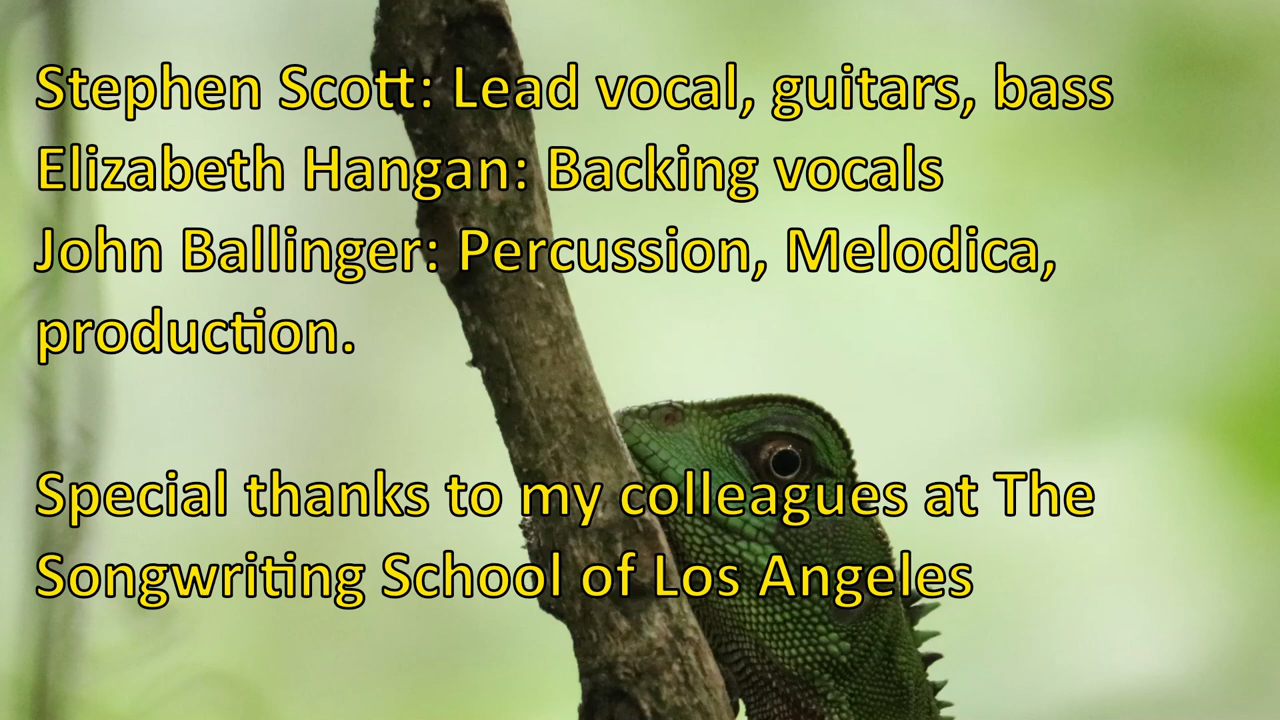 Stephen Scott: Lead vocal, guitars, bass
Elizabeth Hangan: Backing vocals
John Ballinger: Percussion, Melodica,
production.
Special thanks to my colleagues at The
Songwriting School of Los Angeles